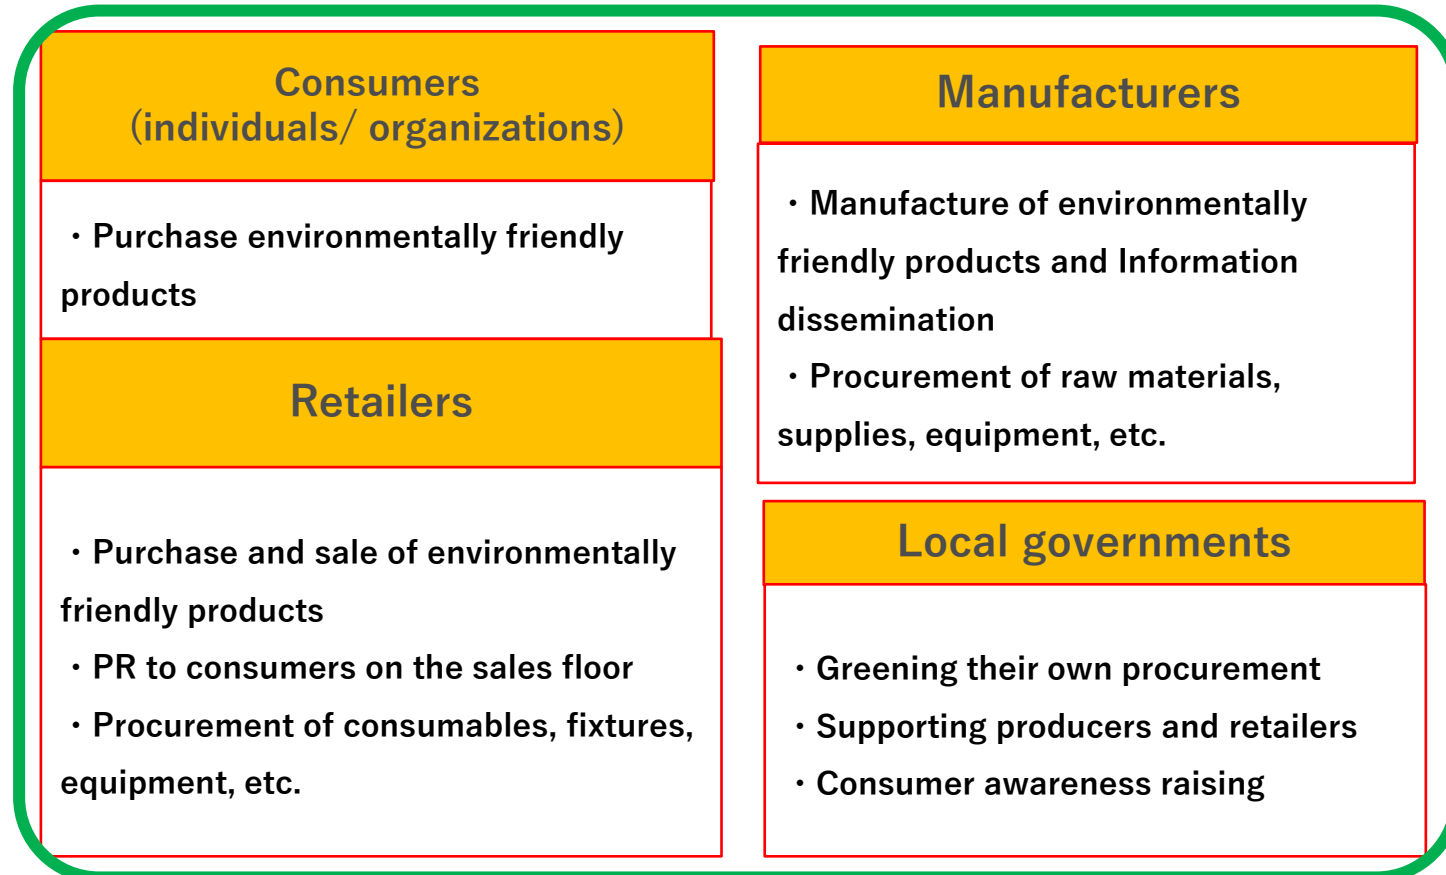 Consumers
(individuals/ organizations)
・Purchase environmentally friendly
products
Retailers
・Purchase and sale of environmentally
friendly products
・PR to consumers on the sales floor
・Procurement of consumables, fixtures,
equipment, etc.
Manufacturers
・Manufacture of environmentally
friendly products and Information
dissemination
・Procurement of raw materials,
supplies, equipment, etc.
Local governments
・Greening their own procurement
・Supporting producers and retailers
・Consumer awareness raising